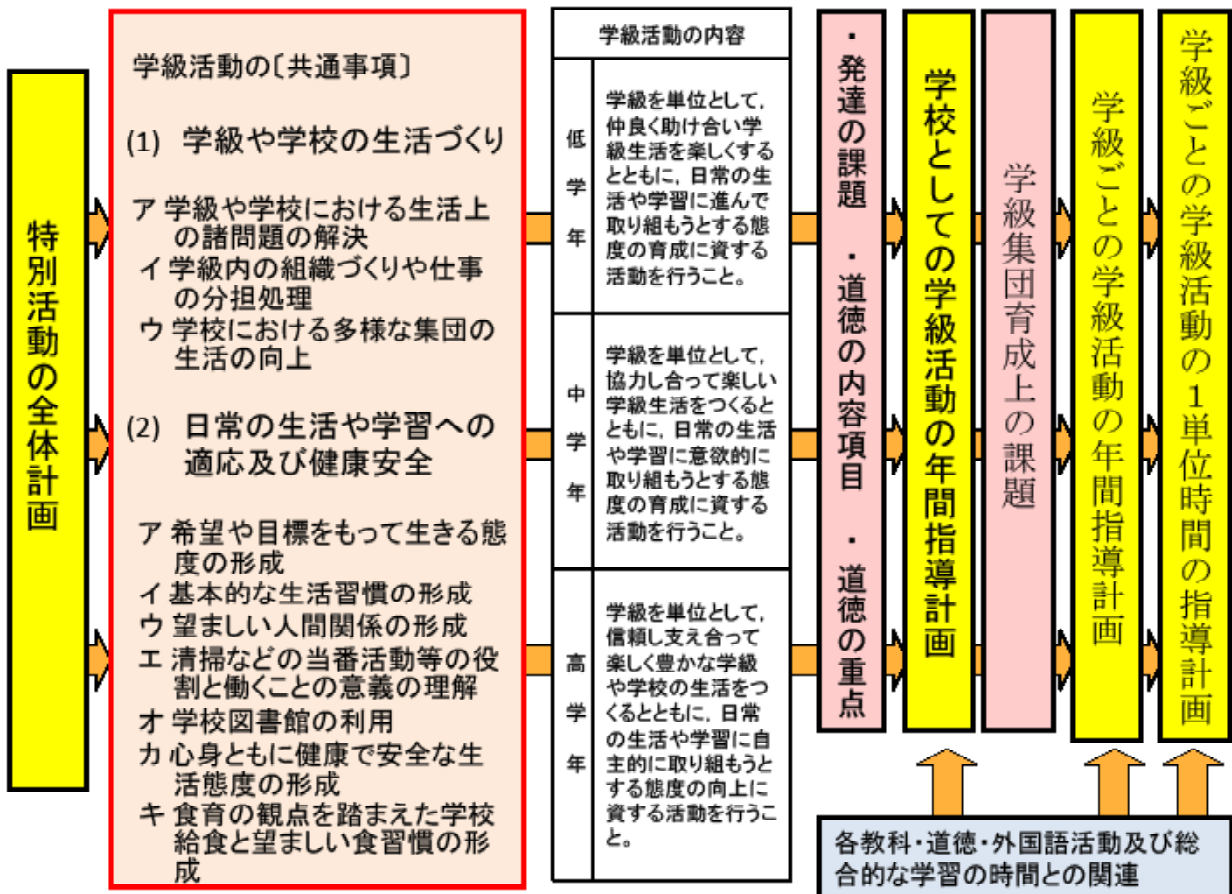 特別活動の全体計画
学級活動の〔共通事項〕
(1) 学級や学校の生活づくり
ア 学級や学校における生活上
の諸問題の解決
イ 学級内の組織づくりや仕事
の分担処理
ウ 学校における多様な集団の
生活の向上
(2) 日常の生活や学習への
適応及び健康安全
ア 希望や目標をもって生きる態
度の形成
イ 基本的な生活習慣の形成
ウ 望ましい人間関係の形成
エ 清掃などの当番活動等の役
割と働くことの意義の理解
オ 学校図書館の利用
カ 心身ともに健康で安全な生
活態度の形成
キ 食育の観点を踏まえた学校
給食と望ましい食習慣の形
成
学級活動の内容
低学年
学級を単位として，
仲良く助け合い学
級生活を楽しくする
とともに，日常の生
活や学習に進んで
取り組もうとする態
度の育成に資する
活動を行うこと。
中学年
学級を単位として，
協力し合って楽しい
学級生活をつくると
ともに，日常の生活
や学習に意欲的に
取り組もうとする態
度の育成に資する
活動を行うこと。
高学年
学級を単位として，
信頼し支え合って
楽しく豊かな学級
や学校の生活をつ
くるとともに，日常
の生活や学習に自
主的に取り組もうと
する態度の向上に
資する活動を行うこ
と。
・発達の課題 ・道徳の内容項目 ・道徳の重点
学校としての学級活動の年間指導計画
学級集団育成上の課題
学級ごとの学級活動の年間指導計画
学級ごとの学級活動の１単位時間の指導計画
各教科・道徳・外国語活動及び総
合的な学習の時間との関連